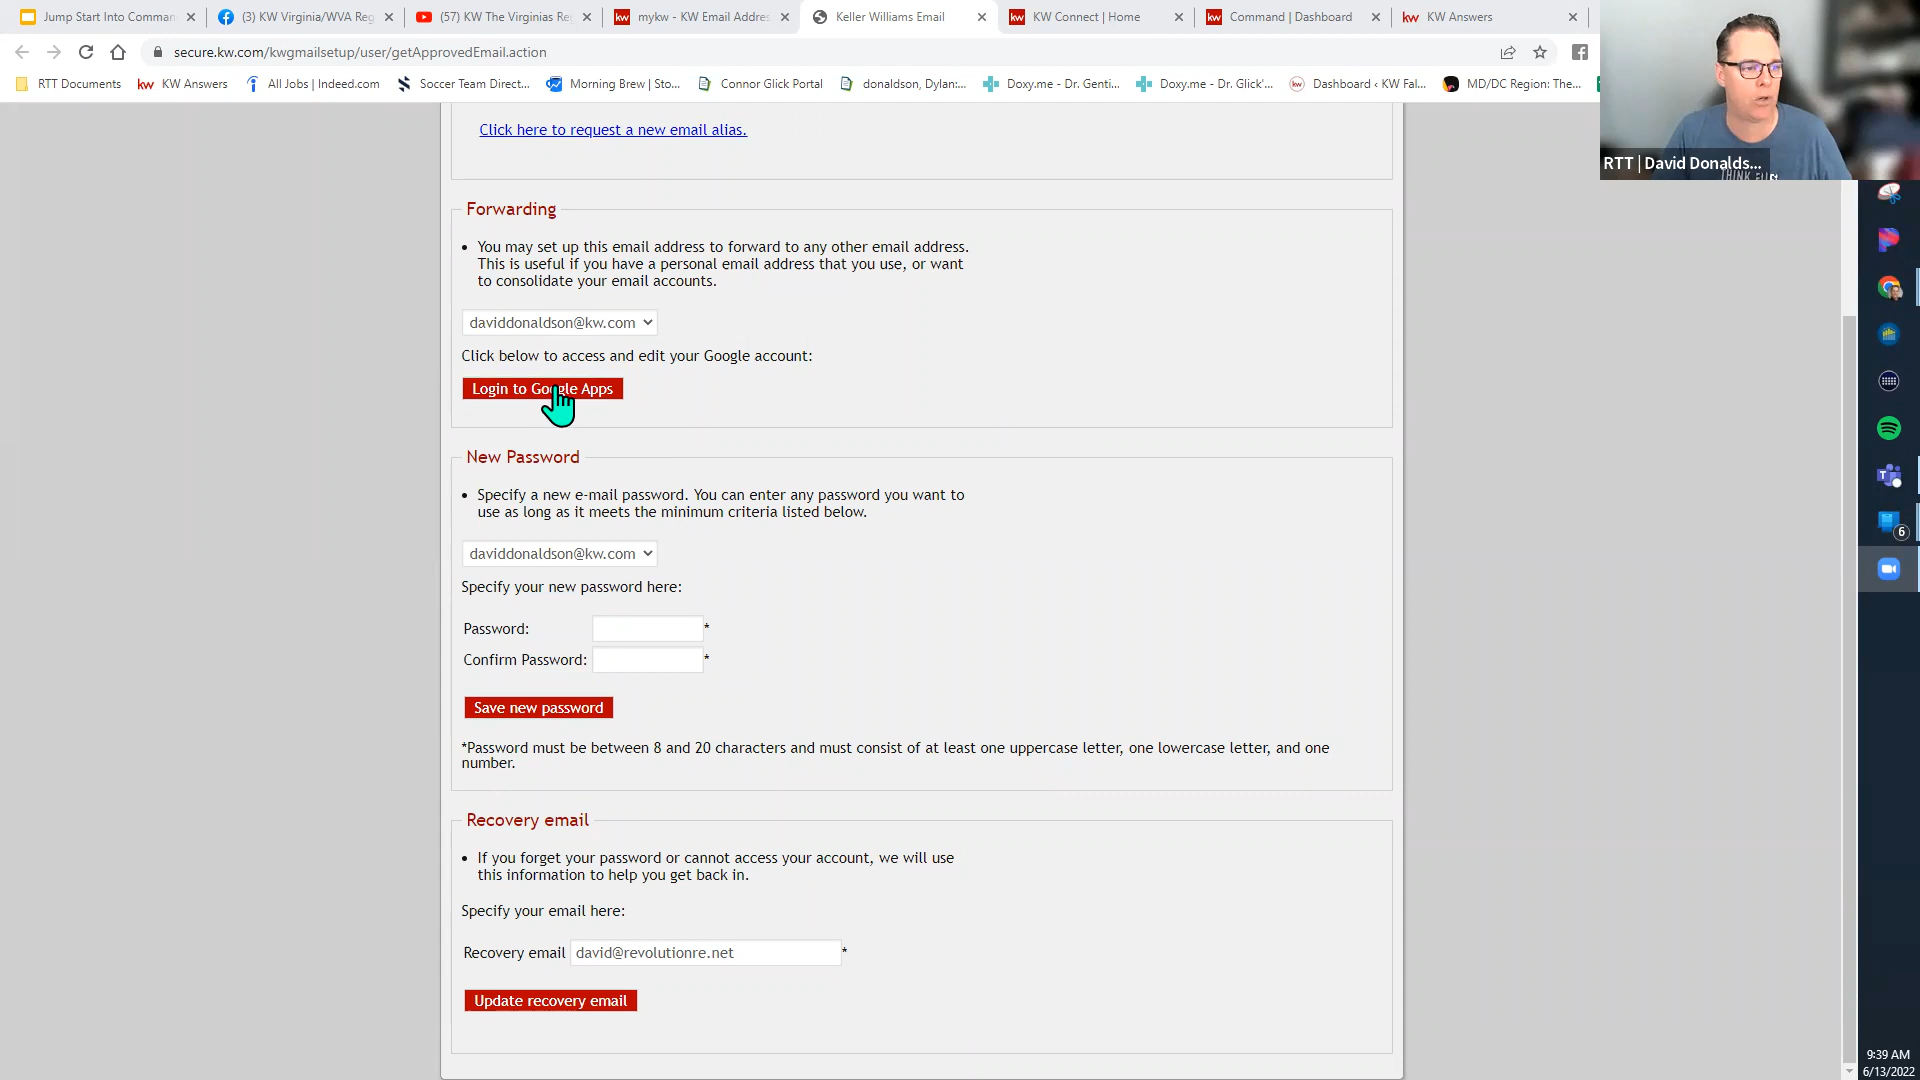 Jump Start Into Comman
(3) KW Virginia/WVA Reg
(57) KW The Virginias Re
mykw - KW Email Addre
Keller Williams Email
KW Connect | Home
Command | Dashboard
KW Answers
secure.kw.com/kwgmailsetup/user/getApprovedEmail.action
RTT Documents
KW Answers
All Jobs | Indeed.com
Soccer Team Direct...
Morning Brew | Sto...
Connor Glick Portal
donaldson, Dylan:...
Doxy.me - Dr. Genti...
Doxy.me - Dr. Glick'...
Dashboard ‹ KW Fal...
MD/DC Region: The...
RTT | David Donalds...
Click here to request a new email alias.
Forwarding
• You may set up this email address to forward to any other email address.
This is useful if you have a personal email address that you use, or want
to consolidate your email accounts.
daviddonaldson@kw.com
Click below to access and edit your Google account:
Login to Google Apps
New Password
• Specify a new e-mail password. You can enter any password you want to
use as long as it meets the minimum criteria listed below.
daviddonaldson@kw.com
Specify your new password here:
Password: *
Confirm Password: *
Save new password
*Password must be between 8 and 20 characters and must consist of at least one uppercase letter, one lowercase letter, and one
number.
Recovery email
• If you forget your password or cannot access your account, we will use
this information to help you get back in.
Specify your email here:
Recovery email david@revolutionre.net *
Update recovery email
6
9:39 AM
6/13/2022